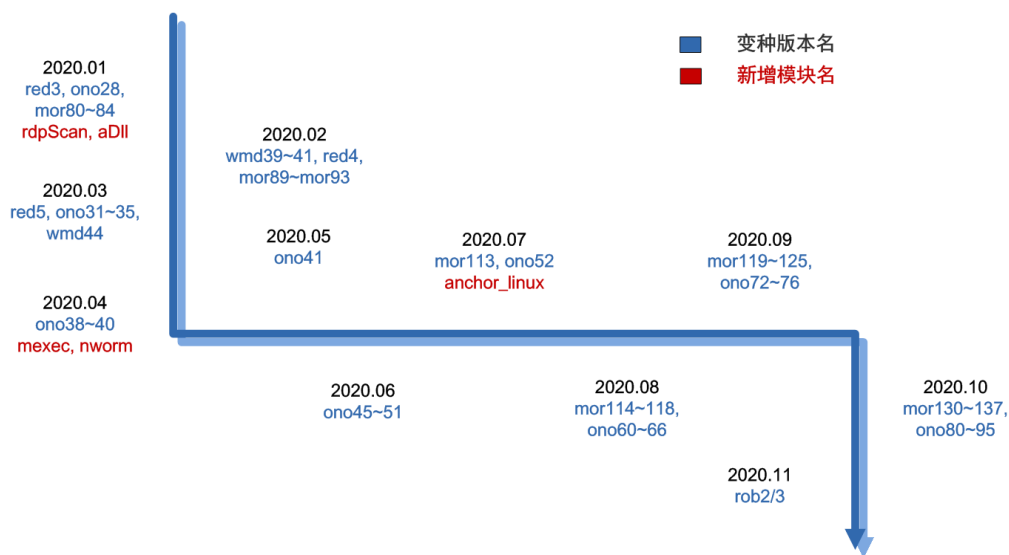 变种版本名
新增模块名
2020.01
red3, ono28,
mor80~84
rdpScan, aDll
2020.02
wmd39~41, red4,
mor89~mor93
2020.03
red5, ono31~35,
wmd44
2020.04
ono38~40
mexec, nworm
2020.05
ono41
2020.06
ono45~51
2020.07
mor113, ono52
anchor_linux
2020.08
mor114~118,
ono60~66
2020.09
mor119~125,
ono72~76
2020.10
mor130~137,
ono80~95
2020.11
rob2/3